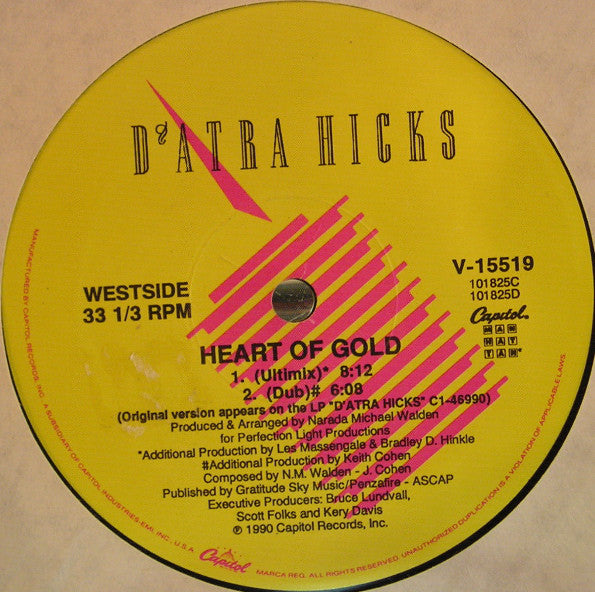 D'ATRA HICKS
WESTSIDE
33 1/3 RPM
V-15519
101825C
101825D
Capitol®
MAN
HAT
TAN*
HEART OF GOLD
1. (Ultimix)* 8:12
2. (Dub)# 6:08
(Original version appears on the LP "D'ATRA HICKS" C1-46990)
Produced & Arranged by Narada Michael Walden
for Perfection Light Productions
*Additional Production by Les Massengale & Bradley D. Hinkle
#Additional Production by Keith Cohen
Composed by N.M. Walden - J. Cohen
Published by Gratitude Sky Music/Penzafire - ASCAP
Executive Producers: Bruce Lundvall,
Scott Folks and Kery Davis
℗ 1990 Capitol Records, Inc.
MANUFACTURED BY CAPITOL RECORDS, INC. A SUBSIDIARY OF CAPITOL INDUSTRIES-EMI, INC., U.S.A.
Capitol
MARCA REG. ALL RIGHTS RESERVED. UNAUTHORIZED DUPLICATION IS A VIOLATION OF APPLICABLE LAWS.